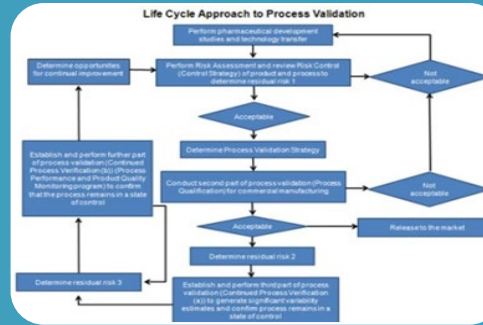 Life Cycle Approach to Process Validation
Perform pharmaceutical development
studies and technology transfer
Determine opportunities
for continual improvement
Perform Risk Assessment and review Risk Control
(Control Strategy) of product and process to
determine residual risk 1
Not
acceptable
Acceptable
Determine Process Validation Strategy
Establish and perform further part
of process validation (Continued
Process Verification (b)) (Process
Performance and Product Quality
Monitoring program) to confirm
that the process remains in a state
of control
Conduct second part of process validation (Process
Qualification) for commercial manufacturing
Not
acceptable
Acceptable
Release to the market
Determine residual risk 2
Determine residual risk 3
Establish and perform third part of process
validation (Continued Process Verification
(a)) to generate significant variability
estimates and confirm process remains in a
state of control